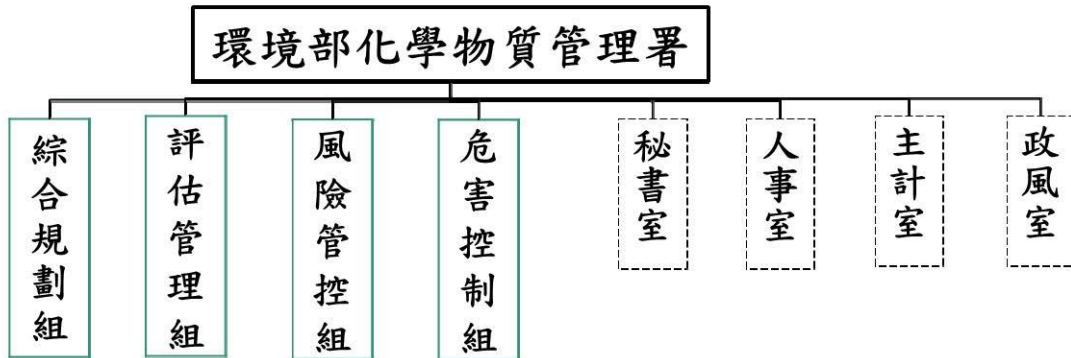 環境部化學物質管理署
綜合規劃組
評估管理組
風險管控組
危害控制組
秘書室
人事室
主計室
政風室